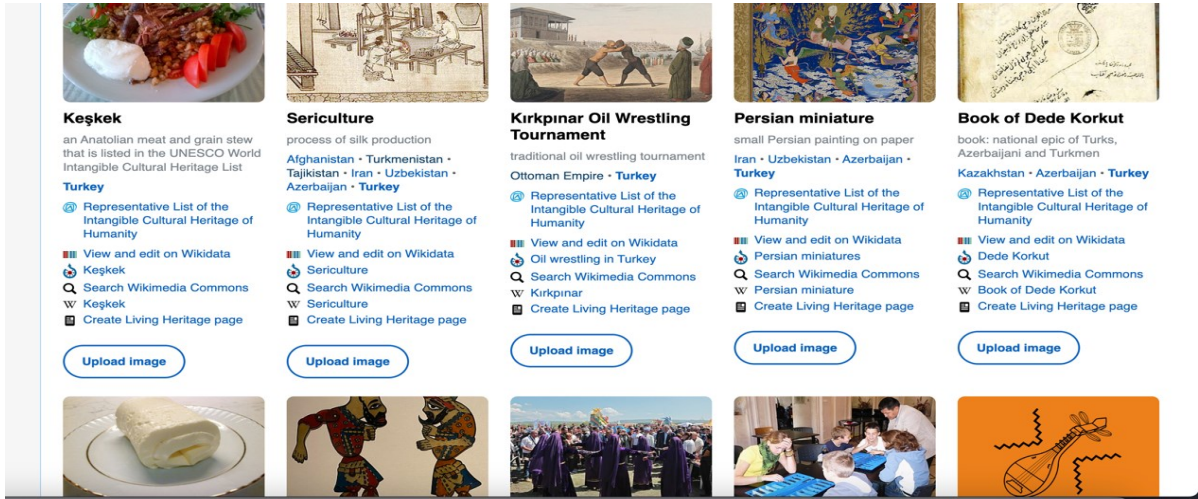 Keşkek
an Anatolian meat and grain stew
that is listed in the UNESCO World
Intangible Cultural Heritage List
Turkey
Representative List of the
Intangible Cultural Heritage of
Humanity
View and edit on Wikidata
Keşkek
Search Wikimedia Commons
W Keşkek
Create Living Heritage page
Upload image
Sericulture
process of silk production
Afghanistan • Turkmenistan •
Tajikistan • Iran • Uzbekistan •
Azerbaijan • Turkey
Representative List of the
Intangible Cultural Heritage of
Humanity
View and edit on Wikidata
Sericulture
Search Wikimedia Commons
W Sericulture
Create Living Heritage page
Upload image
Kırkpınar Oil Wrestling
Tournament
traditional oil wrestling tournament
Ottoman Empire • Turkey
Representative List of the
Intangible Cultural Heritage of
Humanity
View and edit on Wikidata
Oil wrestling in Turkey
Search Wikimedia Commons
W Kırkpınar
Create Living Heritage page
Upload image
Persian miniature
small Persian painting on paper
Iran • Uzbekistan • Azerbaijan •
Turkey
Representative List of the
Intangible Cultural Heritage of
Humanity
View and edit on Wikidata
Persian miniatures
Search Wikimedia Commons
W Persian miniature
Create Living Heritage page
Upload image
Book of Dede Korkut
book: national epic of Turks,
Azerbaijani and Turkmen
Kazakhstan • Azerbaijan • Turkey
Representative List of the
Intangible Cultural Heritage of
Humanity
View and edit on Wikidata
Dede Korkut
Search Wikimedia Commons
W Book of Dede Korkut
Create Living Heritage page
Upload image